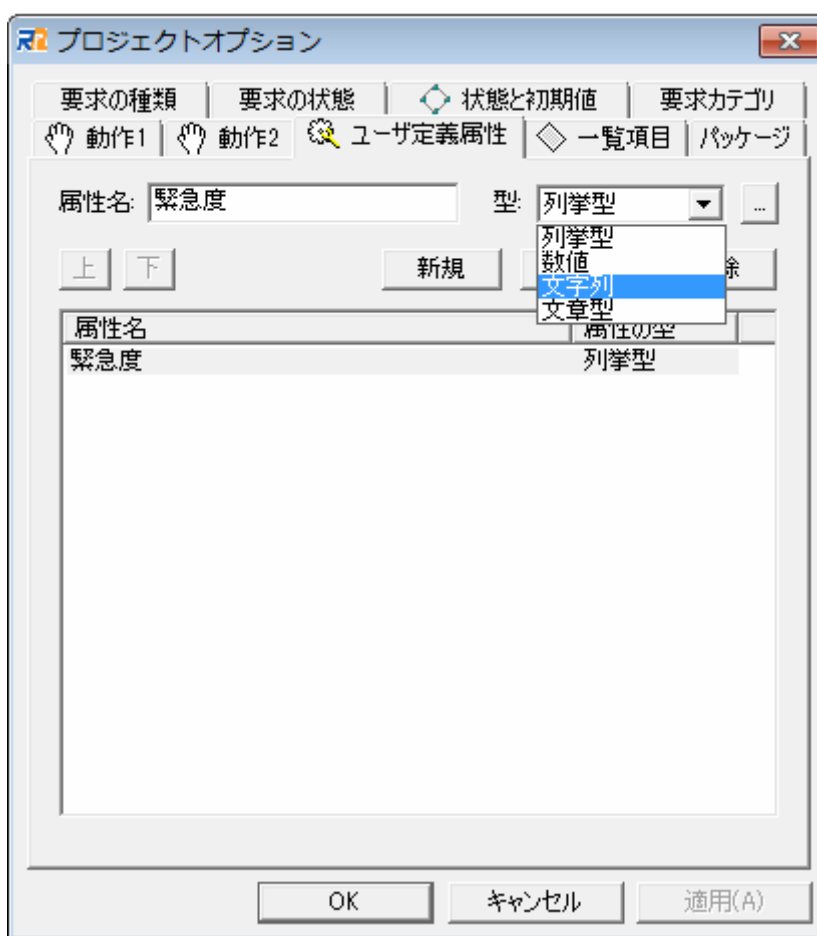 プロジェクトオプション
要求の種類 要求の状態 状態と初期値 要求カテゴリ
動作1 動作2 ユーザ定義属性 一覧項目 パッケージ
属性名: 緊急度 型: 列挙型 ...
列挙型
上 下 新規 数値 除
文字列
文章型
属性名 属性の型
緊急度 列挙型
OK キャンセル 適用(A)